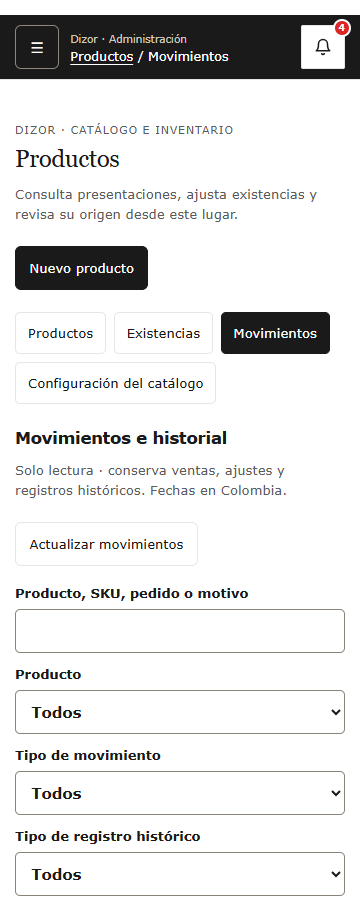 ☰
Dizor · Administración
Productos / Movimientos
4
DIZOR · CATÁLOGO E INVENTARIO
Productos
Consulta presentaciones, ajusta existencias y
revisa su origen desde este lugar.
Nuevo producto
Productos
Existencias
Movimientos
Configuración del catálogo
Movimientos e historial
Solo lectura · conserva ventas, ajustes y
registros históricos. Fechas en Colombia.
Actualizar movimientos
Producto, SKU, pedido o motivo
Producto
Todos
Tipo de movimiento
Todos
Tipo de registro histórico
Todos